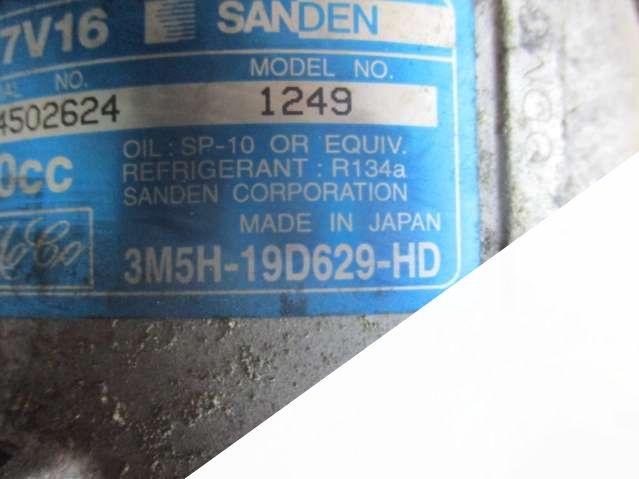 7V16 SANDEN
NO. MODEL NO.
4502624 1249
OIL : SP-10 OR EQUIV.
REFRIGERANT : R134a
0CC SANDEN CORPORATION
MADE IN JAPAN
3M5H-19D629-HD